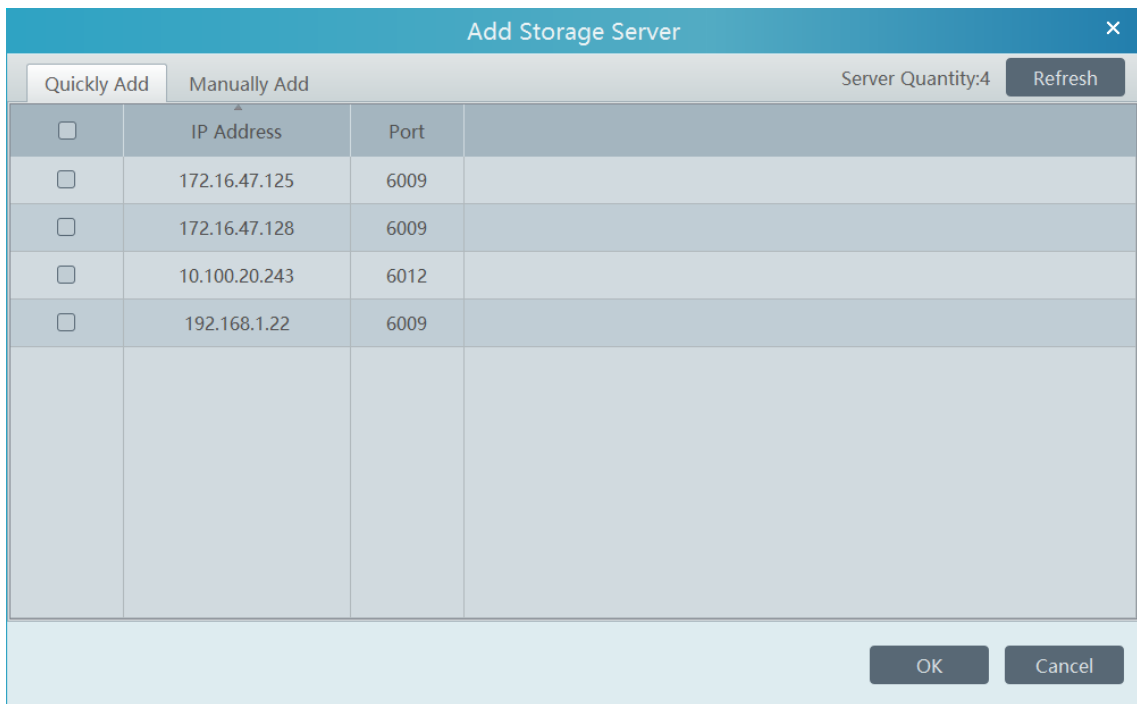 Add Storage Server
Quickly Add Manually Add Server Quantity:4 Refresh
IP Address Port
172.16.47.125 6009
172.16.47.128 6009
10.100.20.243 6012
192.168.1.22 6009
OK Cancel